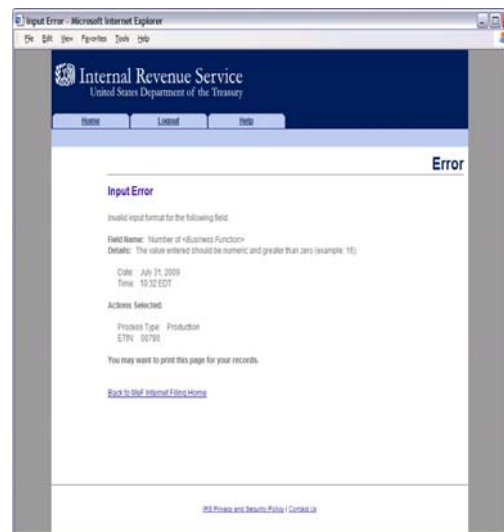 Input Error - Microsoft Internet Explorer
File Edit View Favorites Tools Help
Internal Revenue Service
United States Department of the Treasury
Home Logout Help
Error
Input Error
Invalid input format for the following field:
Field Name: Number of <Business Function>
Details: The value entered should be numeric and greater than zero (example: 15).
Date: July 31, 2009
Time: 10:32 EDT
Actions Selected:
Process Type: Production
ETIN: 00790
You may want to print this page for your records.
Back to MeF Internet Filing Home
IRS Privacy and Security Policy | Contact Us